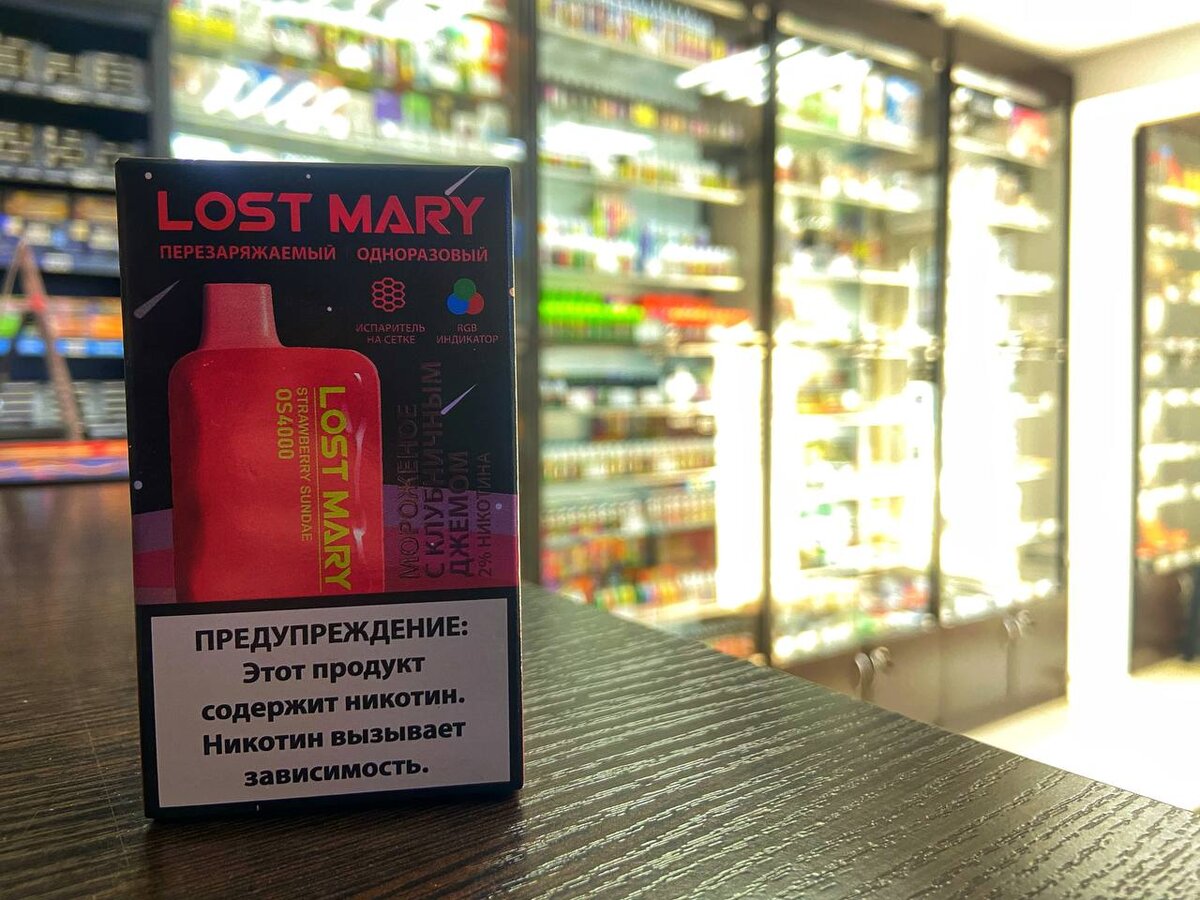 LOST MARY
ПЕРЕЗАРЯЖАЕМЫЙ ОДНОРАЗОВЫЙ
ИСПАРИТЕЛЬ
НА СЕТКЕ
RGB
ИНДИКАТОР
LOST MARY
STRAWBERRY SUNDAE
OS4000
МОРОЖЕНОЕ
С КЛУБНИЧНЫМ
ДЖЕМОМ
2% НИКОТИНА
ПРЕДУПРЕЖДЕНИЕ:
Этот продукт
содержит никотин.
Никотин вызывает
зависимость.